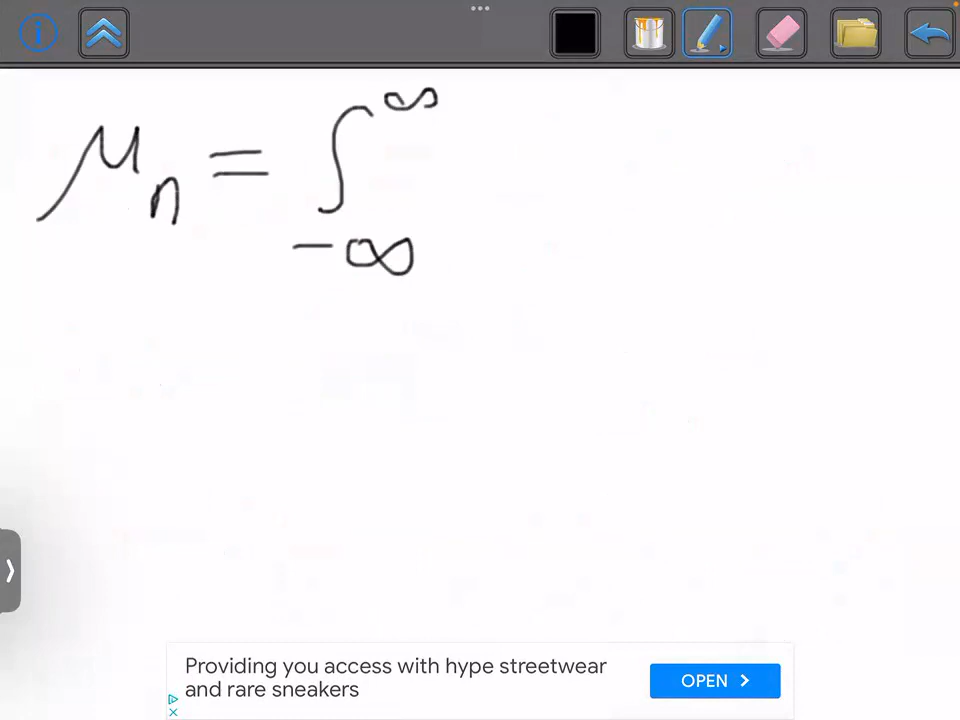 μn = ∫-∞^∞
Providing you access with hype streetwear
and rare sneakers
OPEN